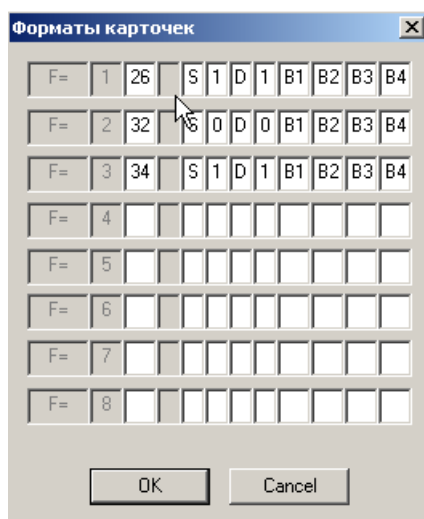 Форматы карточек
F= 1 26 S 1 D 1 B1 B2 B3 B4
F= 2 32 S 0 D 0 B1 B2 B3 B4
F= 3 34 S 1 D 1 B1 B2 B3 B4
F= 4
F= 5
F= 6
F= 7
F= 8
OK Cancel